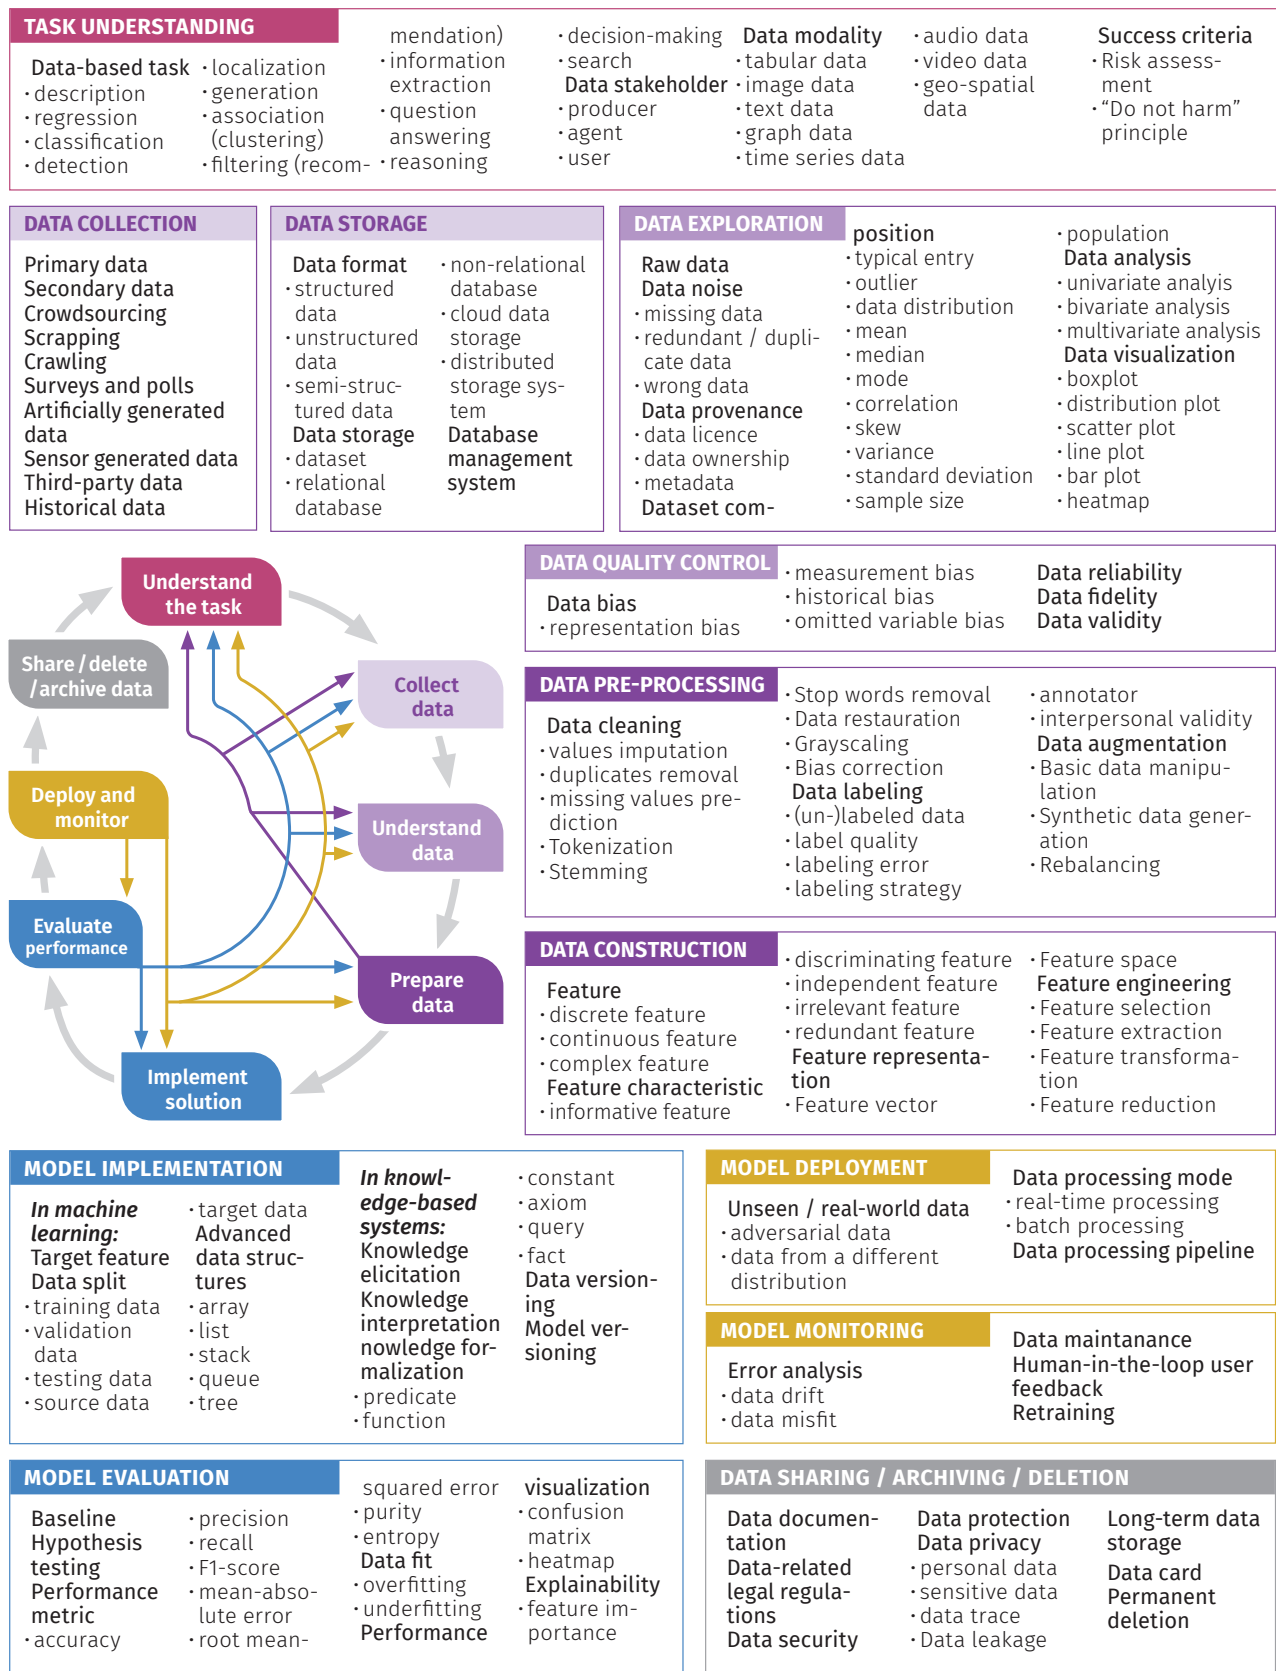 TASK UNDERSTANDING
Data-based task
· description
· regression
· classification
· detection
· localization
· generation
· association
(clustering)
· filtering (recom-
mendation)
· information
extraction
· question
answering
· reasoning
· decision-making
· search
Data stakeholder
· producer
· agent
· user
Data modality
· tabular data
· image data
· text data
· graph data
· time series data
· audio data
· video data
· geo-spatial
data
Success criteria
· Risk assess-
ment
· “Do not harm”
principle
DATA COLLECTION
Primary data
Secondary data
Crowdsourcing
Scrapping
Crawling
Surveys and polls
Artificially generated
data
Sensor generated data
Third-party data
Historical data
DATA STORAGE
Data format
· structured
data
· unstructured
data
· semi-struc-
tured data
Data storage
· dataset
· relational
database
· non-relational
database
· cloud data
storage
· distributed
storage sys-
tem
Database
management
system
DATA EXPLORATION
Raw data
Data noise
· missing data
· redundant / dupli-
cate data
· wrong data
Data provenance
· data licence
· data ownership
· metadata
Dataset com-
position
· typical entry
· outlier
· data distribution
· mean
· median
· mode
· correlation
· skew
· variance
· standard deviation
· sample size
· population
Data analysis
· univariate analyis
· bivariate analysis
· multivariate analysis
Data visualization
· boxplot
· distribution plot
· scatter plot
· line plot
· bar plot
· heatmap
Understand
the task
Share / delete
/ archive data
Collect
data
Deploy and
monitor
Understand
data
Evaluate
performance
Prepare
data
Implement
solution
DATA QUALITY CONTROL
Data bias
· representation bias
· measurement bias
· historical bias
· omitted variable bias
Data reliability
Data fidelity
Data validity
DATA PRE-PROCESSING
Data cleaning
· values imputation
· duplicates removal
· missing values pre-
diction
· Tokenization
· Stemming
· Stop words removal
· Data restauration
· Grayscaling
· Bias correction
Data labeling
· (un-)labeled data
· label quality
· labeling error
· labeling strategy
· annotator
· interpersonal validity
Data augmentation
· Basic data manipu-
lation
· Synthetic data gener-
ation
· Rebalancing
DATA CONSTRUCTION
Feature
· discrete feature
· continuous feature
· complex feature
Feature characteristic
· informative feature
· discriminating feature
· independent feature
· irrelevant feature
· redundant feature
Feature representa-
tion
· Feature vector
· Feature space
Feature engineering
· Feature selection
· Feature extraction
· Feature transforma-
tion
· Feature reduction
MODEL IMPLEMENTATION
In machine
learning:
Target feature
Data split
· training data
· validation
data
· testing data
· source data
· target data
Advanced
data struc-
tures
· array
· list
· stack
· queue
· tree
In knowl-
edge-based
systems:
Knowledge
elicitation
Knowledge
interpretation
nowledge for-
malization
· predicate
· function
· constant
· axiom
· query
· fact
Data version-
ing
Model ver-
sioning
MODEL DEPLOYMENT
Unseen / real-world data
· adversarial data
· data from a different
distribution
Data processing mode
· real-time processing
· batch processing
Data processing pipeline
MODEL MONITORING
Error analysis
· data drift
· data misfit
Data maintanance
Human-in-the-loop user
feedback
Retraining
MODEL EVALUATION
Baseline
Hypothesis
testing
Performance
metric
· accuracy
· precision
· recall
· F1-score
· mean-abso-
lute error
· root mean-
squared error
· purity
· entropy
Data fit
· overfitting
· underfitting
Performance
visualization
· confusion
matrix
· heatmap
Explainability
· feature im-
portance
DATA SHARING / ARCHIVING / DELETION
Data documen-
tation
Data-related
legal regula-
tions
Data security
Data protection
Data privacy
· personal data
· sensitive data
· data trace
· Data leakage
Long-term data
storage
Data card
Permanent
deletion